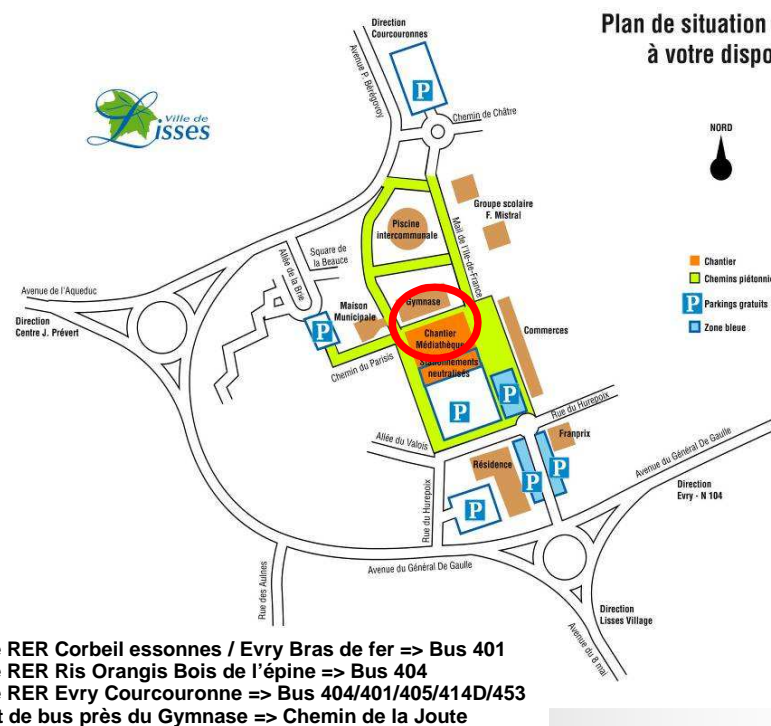 Plan de situation
à votre dispo
Direction
Courcouronnes
Avenue P. Bérégovoy
Ville de
Lisses
Chemin de Châtre
NORD
Groupe scolaire
F. Mistral
Piscine
intercommunale
Mail de l'Ile-de-France
Square de
la Beauce
Allée de la Brie
Chantier
Chemins piétonnie
Parkings gratuits
Zone bleue
Avenue de l'Aqueduc
Direction
Centre J. Prévert
Maison
Municipale
Gymnase
Chantier
Médiathèque
Commerces
Stationnements
neutralisés
Chemin du Parisis
P
P
P
P
P
P
P
P
Rue du Hurepoix
Allée du Valois
Franprix
Résidence
Avenue du Général De Gaulle
Direction
Evry - N 104
Rue du Hurepoix
Avenue du Général De Gaulle
Rue des Aulnes
Direction
Lisses Village
Avenue du 8 mai
e RER Corbeil essonnes / Evry Bras de fer => Bus 401
e RER Ris Orangis Bois de l'épine => Bus 404
e RER Evry Courcouronne => Bus 404/401/405/414D/453
t de bus près du Gymnase => Chemin de la Joute